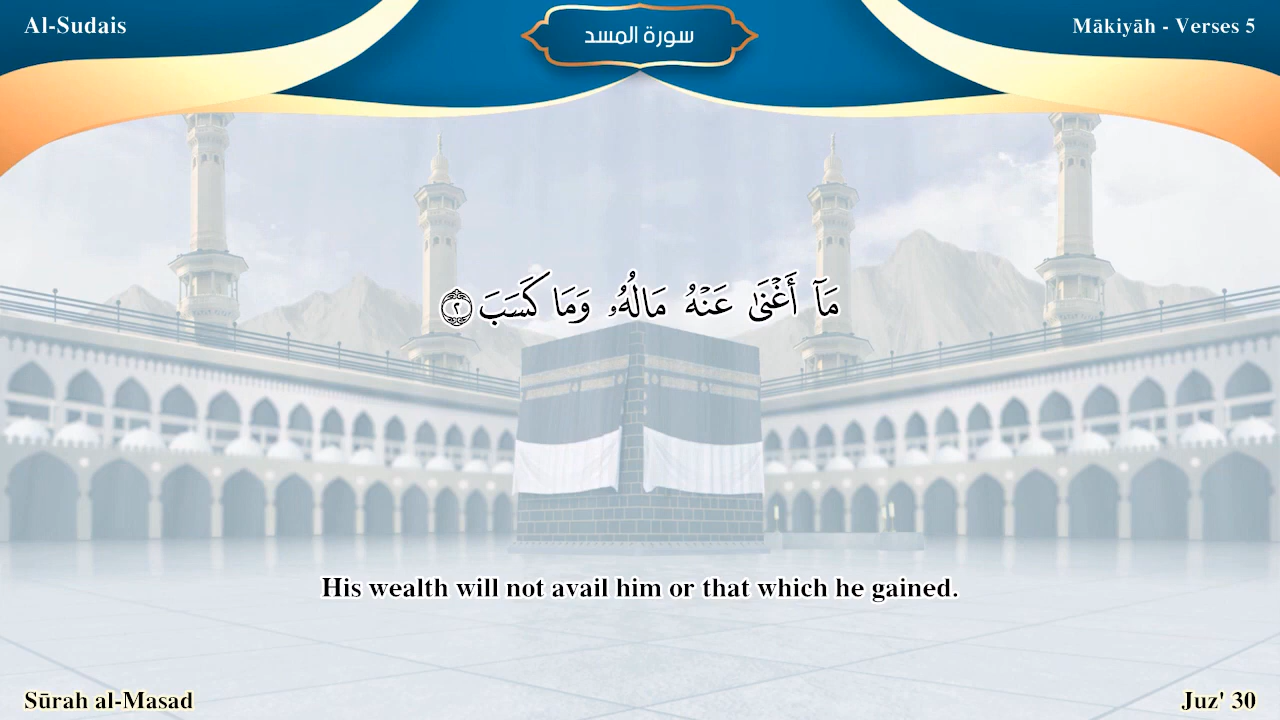 Al-Sudais
سورة المسد
Mākiyāh - Verses 5
مَآ أَغۡنَىٰ عَنۡهُ مَالُهُۥ وَمَا كَسَبَ ٢
His wealth will not avail him or that which he gained.
Sūrah al-Masad
Juz' 30